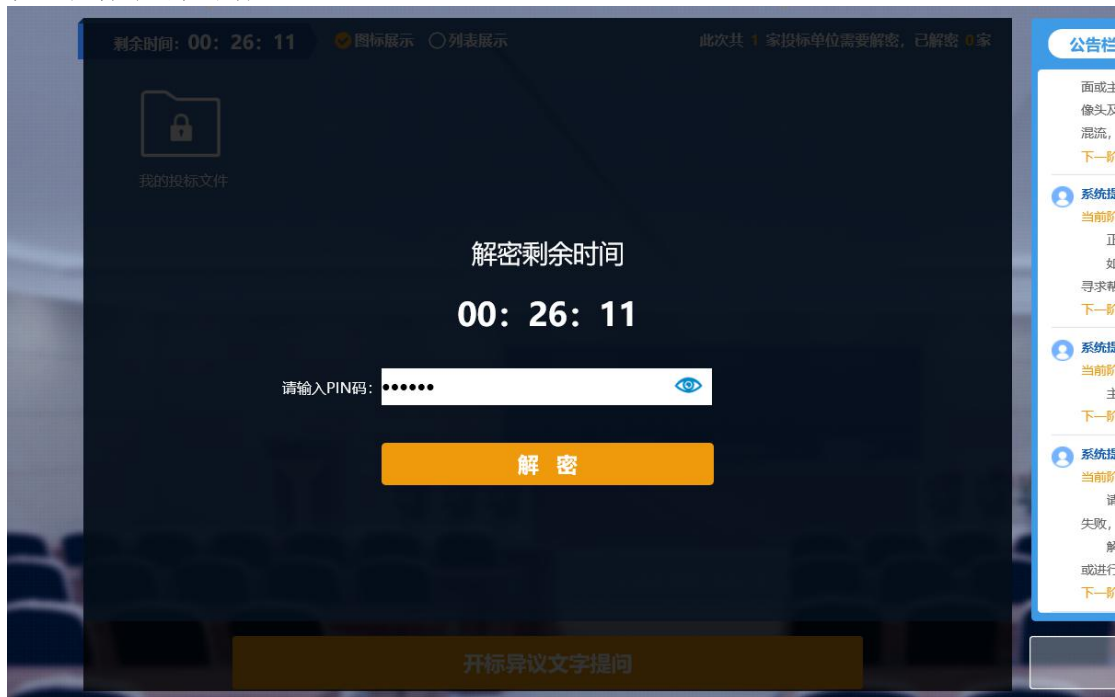 剩余时间：00：26：11 图标展示 列表展示 此次共 1 家投标单位需要解密，已解密 0家
我的投标文件
解密剩余时间
00：26：11
请输入PIN码：••••••
解 密
开标异议文字提问
公告栏
面或主
像头及
混流，
下一阶
系统提
当前阶
正
如
寻求帮
下一阶
系统提
当前阶
主
下一阶
系统提
当前阶
请
失败，
解
或进行
下一阶